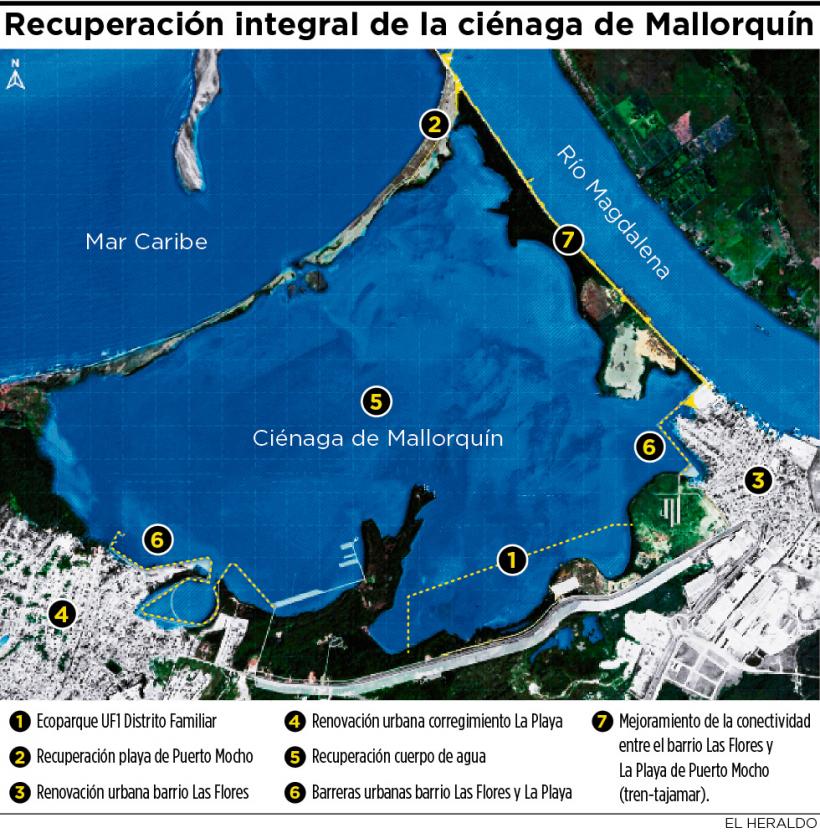 Recuperación integral de la ciénaga de Mallorquín
N
2
Río Magdalena
Mar Caribe
7
5
Ciénaga de Mallorquín
6
3
6
1
4
1 Ecoparque UF1 Distrito Familiar
2 Recuperación playa de Puerto Mocho
3 Renovación urbana barrio Las Flores
4 Renovación urbana corregimiento La Playa
5 Recuperación cuerpo de agua
6 Barreras urbanas barrio Las Flores y La Playa
7 Mejoramiento de la conectividad
entre el barrio Las Flores y
La Playa de Puerto Mocho
(tren-tajamar).
EL HERALDO